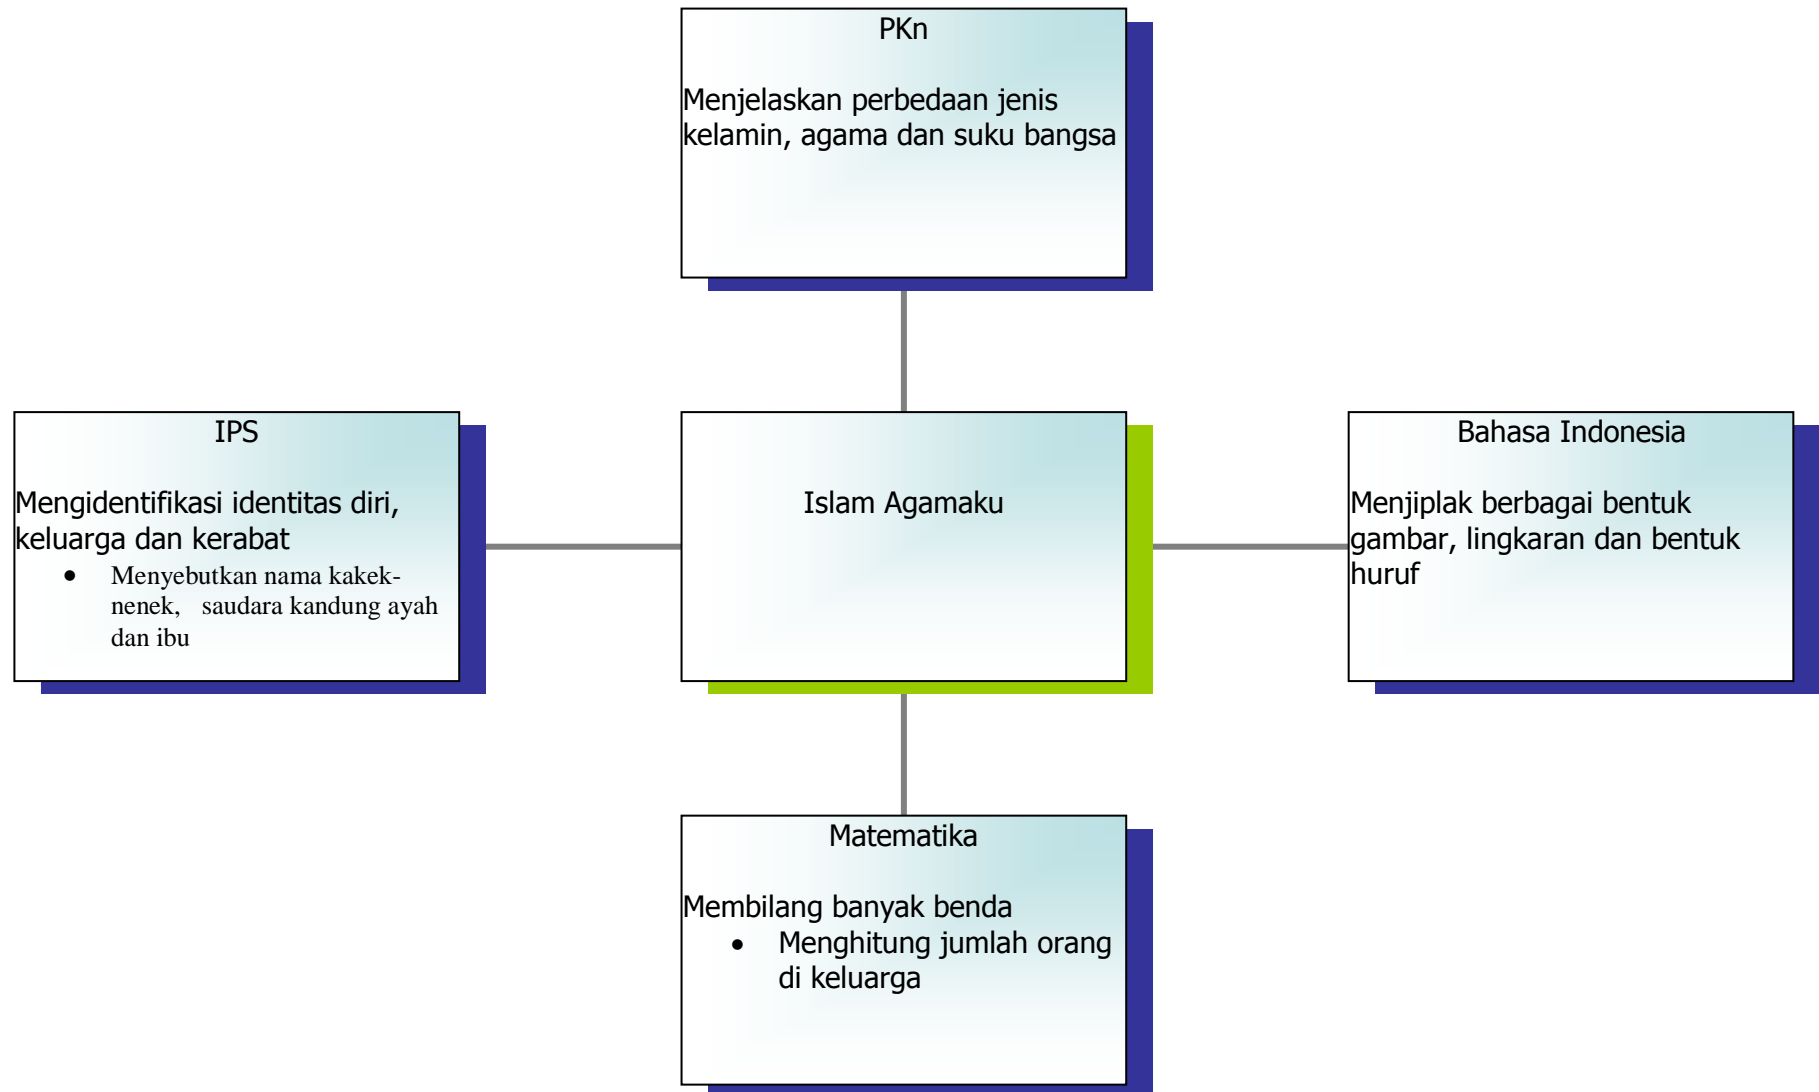 PKn
Menjelaskan perbedaan jenis
kelamin, agama dan suku bangsa
IPS
Mengidentifikasi identitas diri,
keluarga dan kerabat
• Menyebutkan nama kakek-
nenek, saudara kandung ayah
dan ibu
Islam Agamaku
Bahasa Indonesia
Menjiplak berbagai bentuk
gambar, lingkaran dan bentuk
huruf
Matematika
Membilang banyak benda
• Menghitung jumlah orang
di keluarga